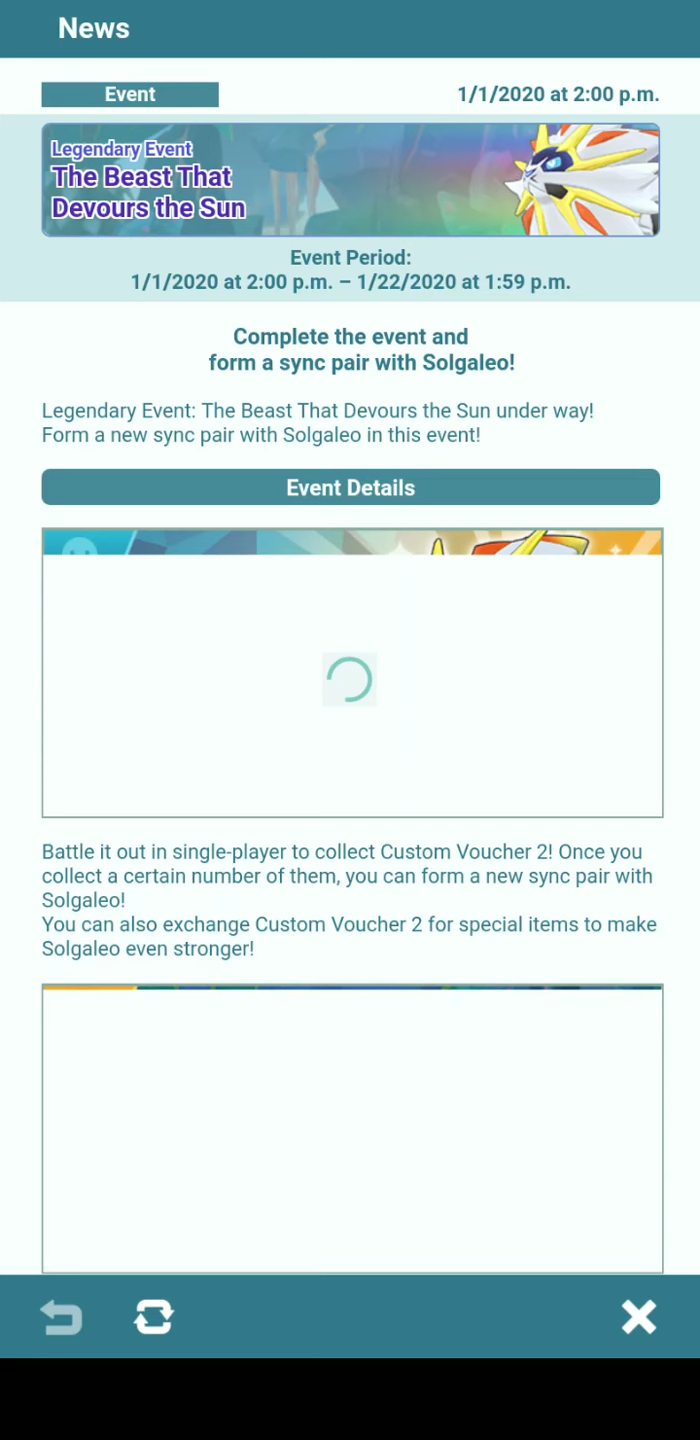 News
Event
1/1/2020 at 2:00 p.m.
Legendary Event
The Beast That
Devours the Sun
Event Period:
1/1/2020 at 2:00 p.m. – 1/22/2020 at 1:59 p.m.
Complete the event and
form a sync pair with Solgaleo!
Legendary Event: The Beast That Devours the Sun under way!
Form a new sync pair with Solgaleo in this event!
Event Details
Battle it out in single-player to collect Custom Voucher 2! Once you
collect a certain number of them, you can form a new sync pair with
Solgaleo!
You can also exchange Custom Voucher 2 for special items to make
Solgaleo even stronger!